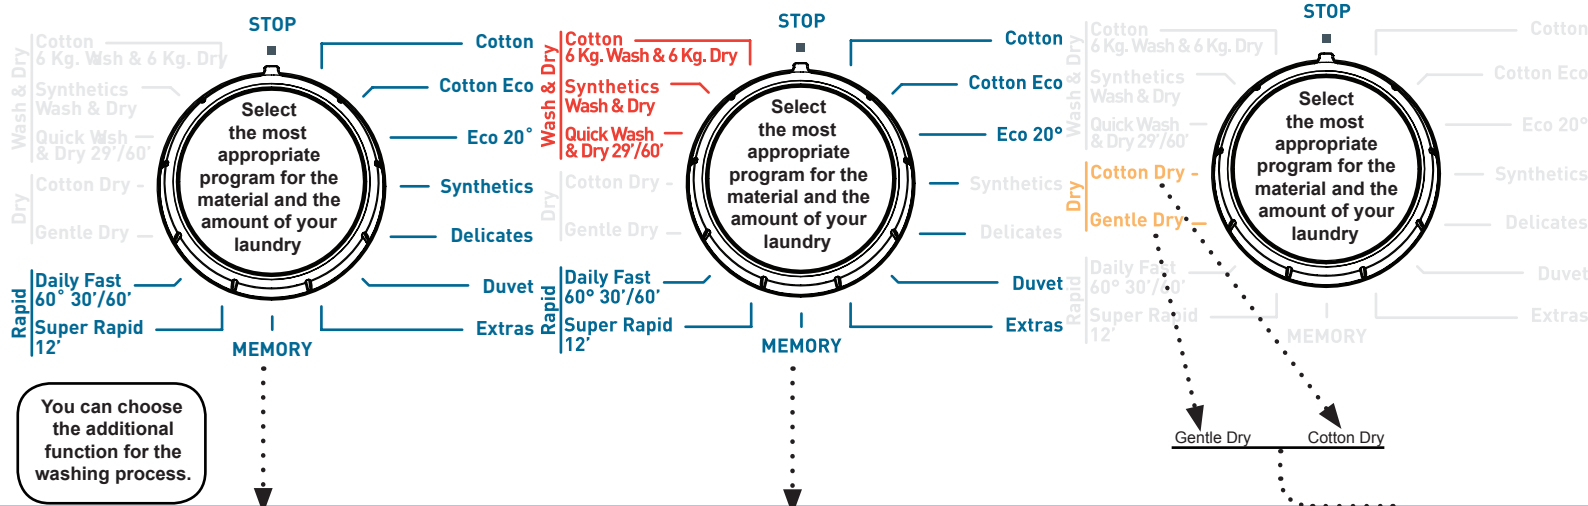 STOP
Wash & Dry
Cotton
6 Kg. Wash & 6 Kg. Dry
Synthetics
Wash & Dry
Quick Wash
& Dry 29'/60'
Dry
Cotton Dry
Gentle Dry
Rapid
Daily Fast
60° 30'/60'
Super Rapid
12'
Select
the most
appropriate
program for the
material and the
amount of your
laundry
Cotton
Cotton Eco
Eco 20°
Synthetics
Delicates
Duvet
Extras
MEMORY
You can choose
the additional
function for the
washing process.
STOP
Wash & Dry
Cotton
6 Kg. Wash & 6 Kg. Dry
Synthetics
Wash & Dry
Quick Wash
& Dry 29'/60'
Dry
Cotton Dry
Gentle Dry
Rapid
Daily Fast
60° 30'/60'
Super Rapid
12'
Select
the most
appropriate
program for the
material and the
amount of your
laundry
Cotton
Cotton Eco
Eco 20°
Synthetics
Delicates
Duvet
Extras
MEMORY
STOP
Wash & Dry
Cotton
6 Kg. Wash & 6 Kg. Dry
Synthetics
Wash & Dry
Quick Wash
& Dry 29'/60'
Dry
Cotton Dry
Gentle Dry
Rapid
Daily Fast
60° 30'/60'
Super Rapid
12'
Select
the most
appropriate
program for the
material and the
amount of your
laundry
Cotton
Cotton Eco
Eco 20°
Synthetics
Delicates
Duvet
Extras
MEMORY
Gentle Dry
Cotton Dry